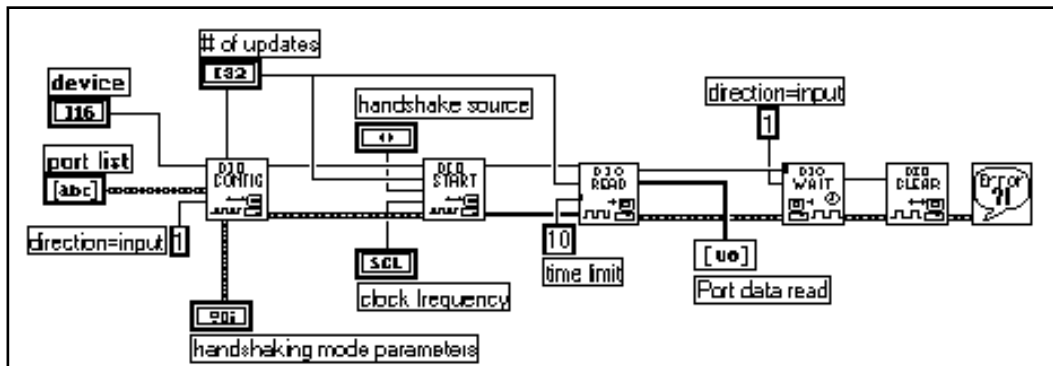 # of updates
I32
device
I16
handshake source
direction=input
1
port list
[abc]
DIO
CONFIG
DIO
START
DIO
READ
DIO
WAIT
DIO
CLEAR
Error
?!
direction=input 1
SGL
10
[U8]
clock frequency
time limit
Port data read
handshaking mode parameters